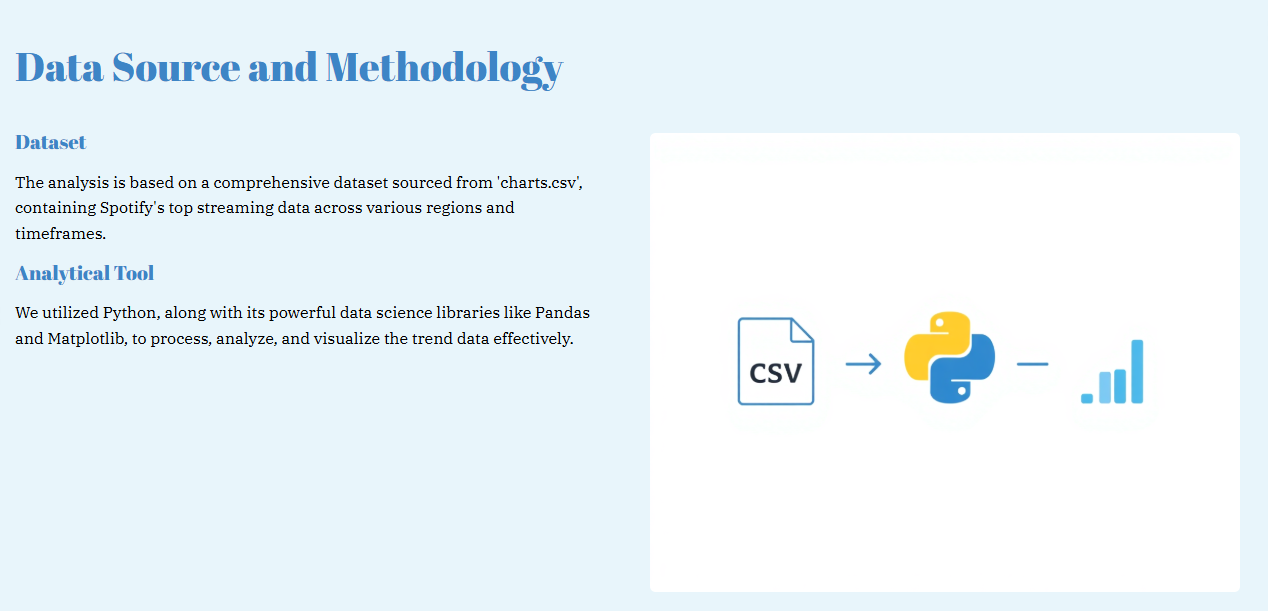 Data Source and Methodology
Dataset
The analysis is based on a comprehensive dataset sourced from 'charts.csv',
containing Spotify's top streaming data across various regions and
timeframes.
Analytical Tool
We utilized Python, along with its powerful data science libraries like Pandas
and Matplotlib, to process, analyze, and visualize the trend data effectively.
CSV